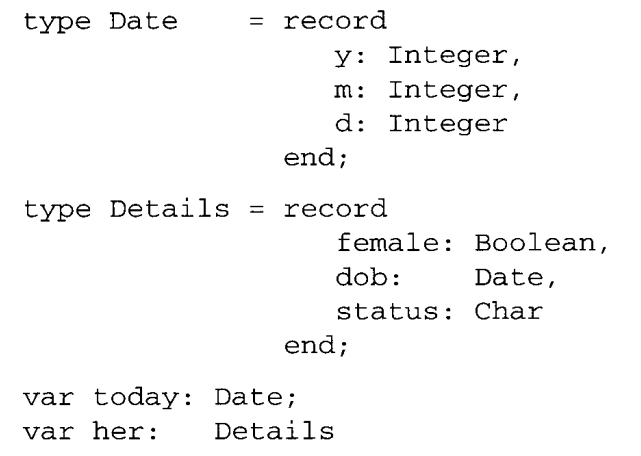 type Date    = record
                 y: Integer,
                 m: Integer,
                 d: Integer
               end;
type Details = record
                 female: Boolean,
                 dob:    Date,
                 status: Char
               end;
var today: Date;
var her:   Details